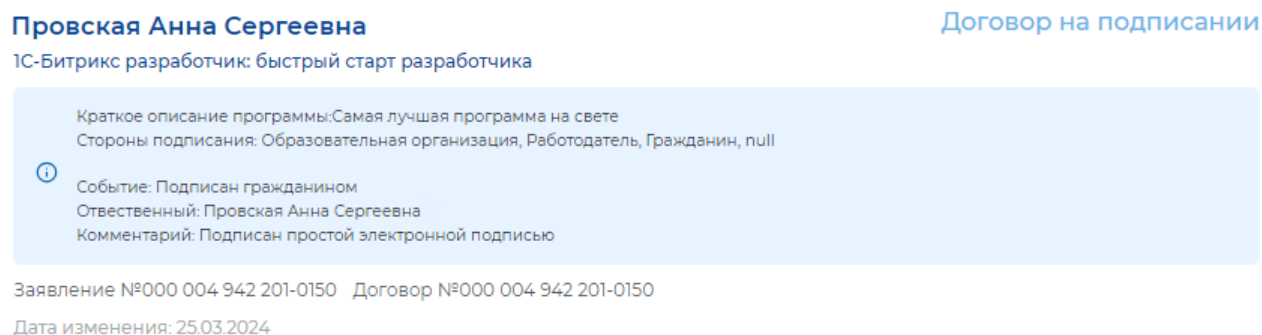 Провская Анна Сергеевна
Договор на подписании
1С-Битрикс разработчик: быстрый старт разработчика
Краткое описание программы:Самая лучшая программа на свете
Стороны подписания: Образовательная организация, Работодатель, Гражданин, null
Событие: Подписан гражданином
Отвественный: Провская Анна Сергеевна
Комментарий: Подписан простой электронной подписью
Заявление №000 004 942 201-0150 Договор №000 004 942 201-0150
Дата изменения: 25.03.2024